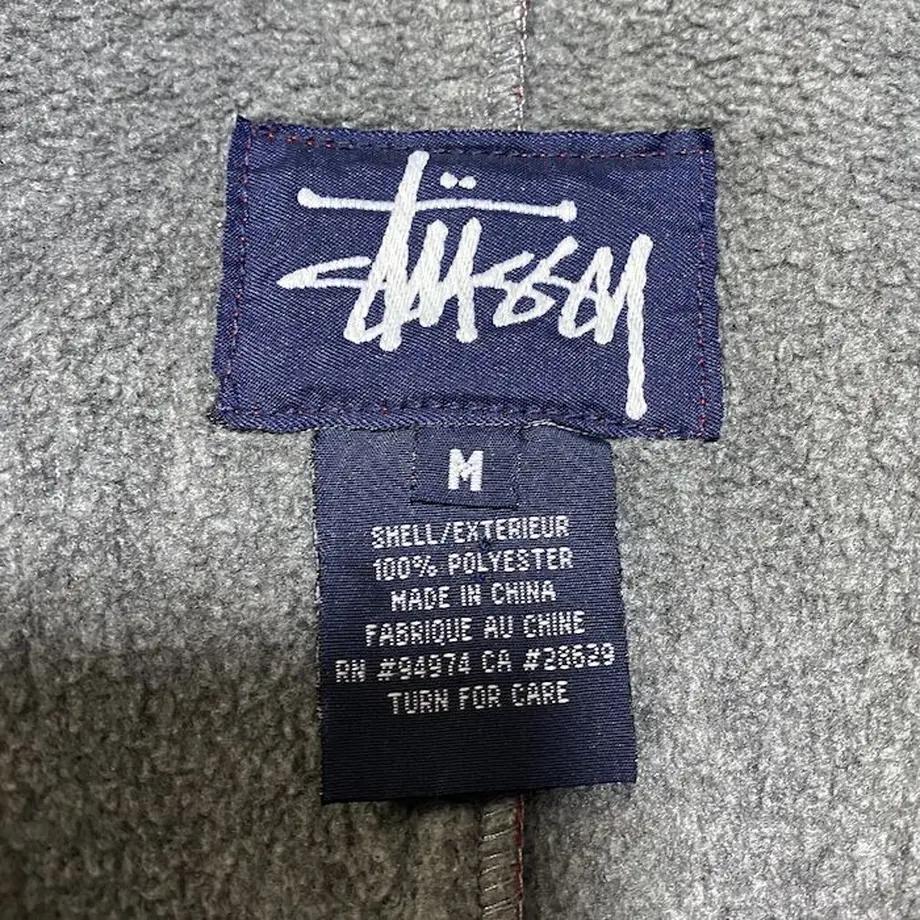 Stüssy
M
SHELL/EXTERIEUR
100% POLYESTER
MADE IN CHINA
FABRIQUE AU CHINE
RN #94974 CA #28629
TURN FOR CARE